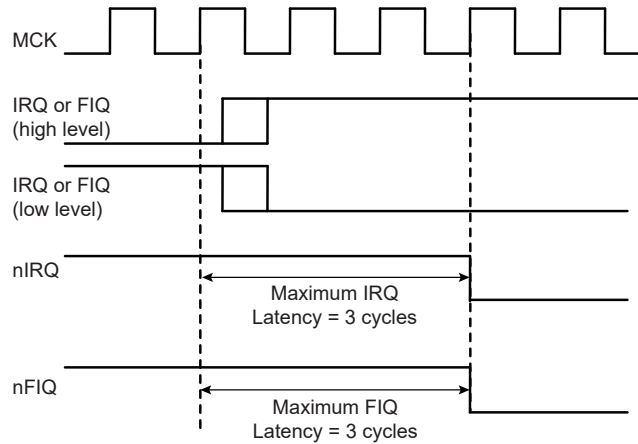 MCK
IRQ or FIQ
(high level)
IRQ or FIQ
(low level)
nIRQ
Maximum IRQ
Latency = 3 cycles
nFIQ
Maximum FIQ
Latency = 3 cycles